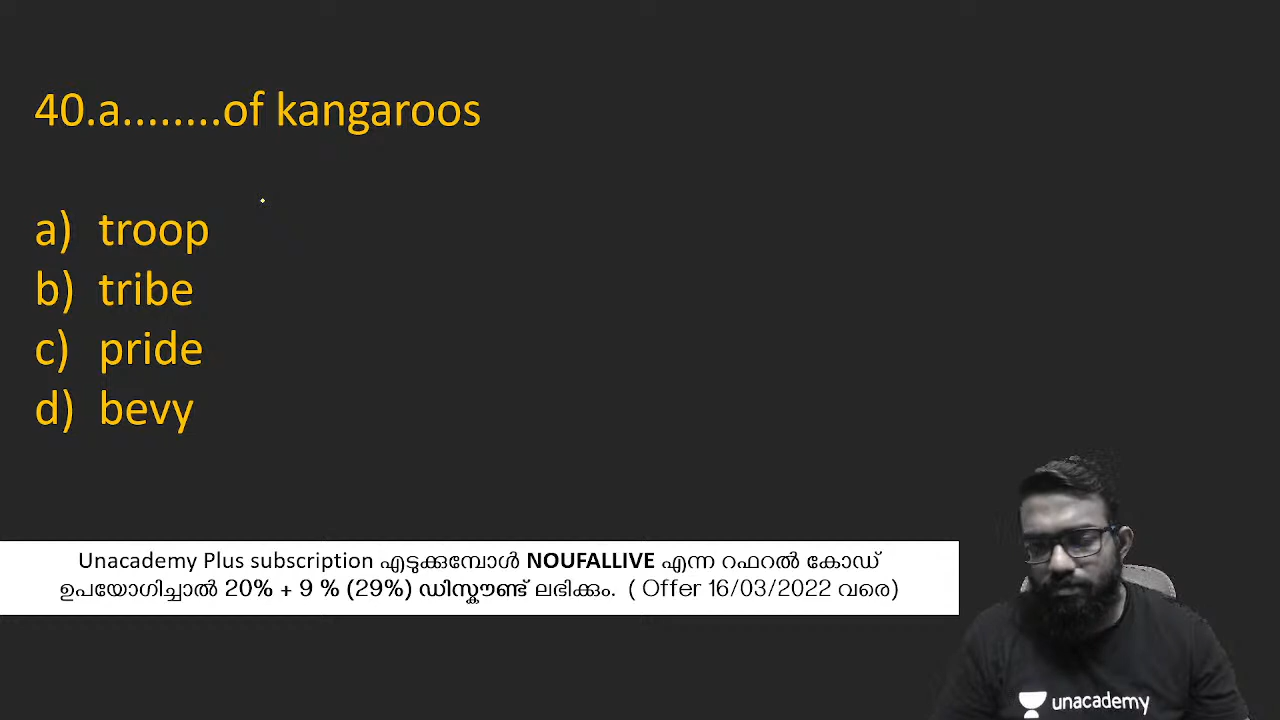 40.a........of kangaroos
a) troop
b) tribe
c) pride
d) bevy
Unacademy Plus subscription എടുക്കുമ്പോൾ NOUFALLIVE എന്ന റഫറൽ കോഡ്
ഉപയോഗിച്ചാൽ 20% + 9 % (29%) ഡിസ്കൗണ്ട് ലഭിക്കും. ( Offer 16/03/2022 വരെ)
unacademy